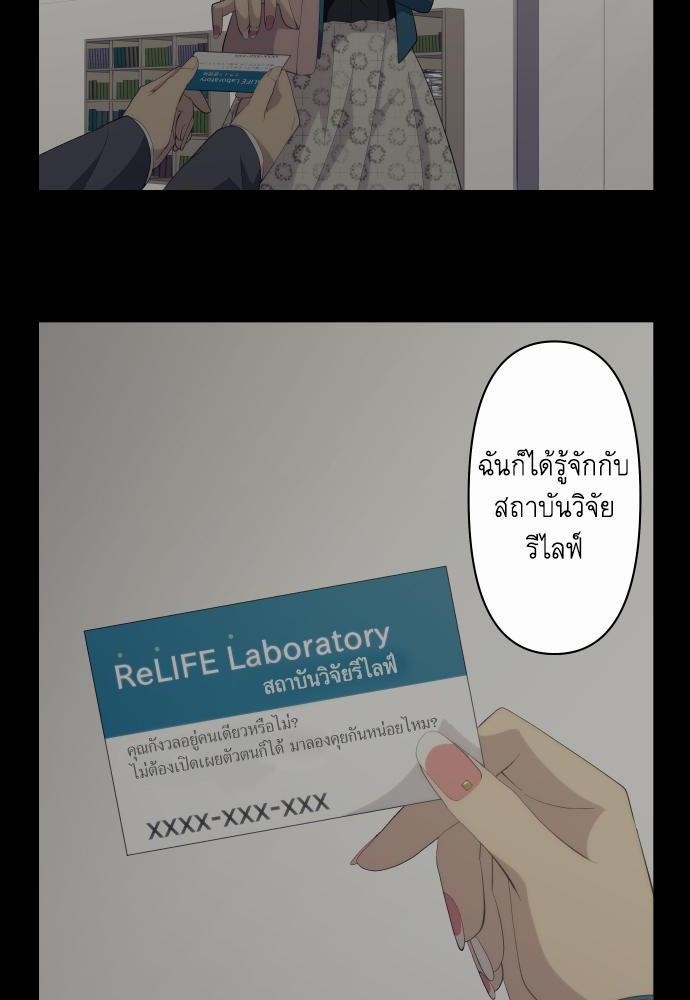 ReLIFE Laboratory
ฉันก็ได้รู้จักกับ
สถาบันวิจัย
รีไลฟ์
ReLIFE Laboratory
สถาบันวิจัยรีไลฟ์
คุณกังวลอยู่คนเดียวหรือไม่?
ไม่ต้องเปิดเผยตัวตนก็ได้ มาลองคุยกันหน่อยไหม?
XXXX-XXX-XXX